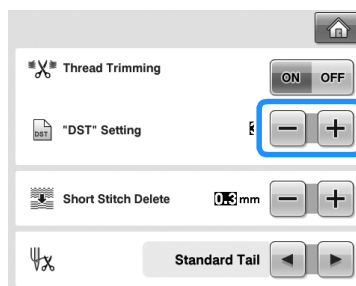 Thread Trimming
ON OFF
DST
"DST" Setting
Short Stitch Delete
0.3 mm
Standard Tail